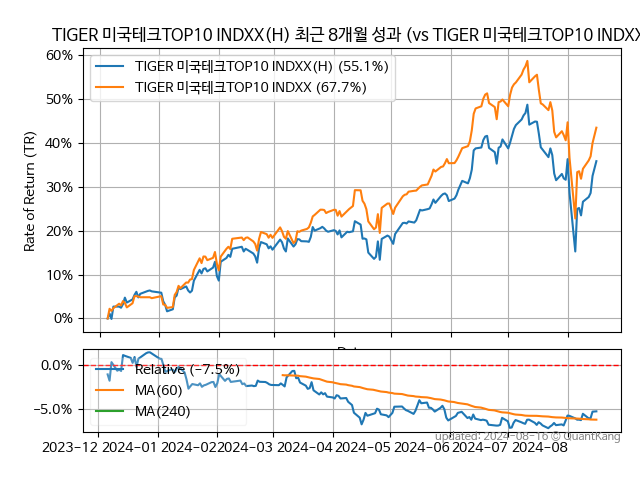 TIGER 미국테크TOP10 INDXX(H) 최근 8개월 성과 (vs TIGER 미국테크TOP10 INDXX
60%
50%
40%
30%
20%
10%
0%
Rate of Return (TR)
TIGER 미국테크TOP10 INDXX(H) (55.1%)
TIGER 미국테크TOP10 INDXX (67.7%)
0.0%
−5.0%
Relative (−7.5%)
MA(60)
MA(240)
2023−12 2024−01 2024−02 2024−03 2024−04 2024−05 2024−06 2024−07 2024−08
updated: 2024−08−16 © QuantKang